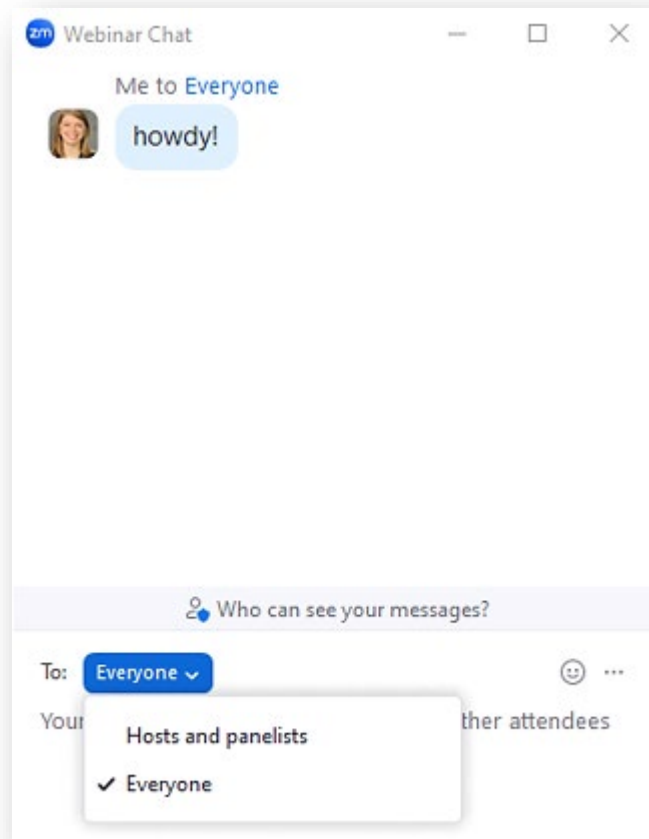 zm Webinar Chat
Me to Everyone
howdy!
Who can see your messages?
To: Everyone
Your ther attendees
Hosts and panelists
Everyone